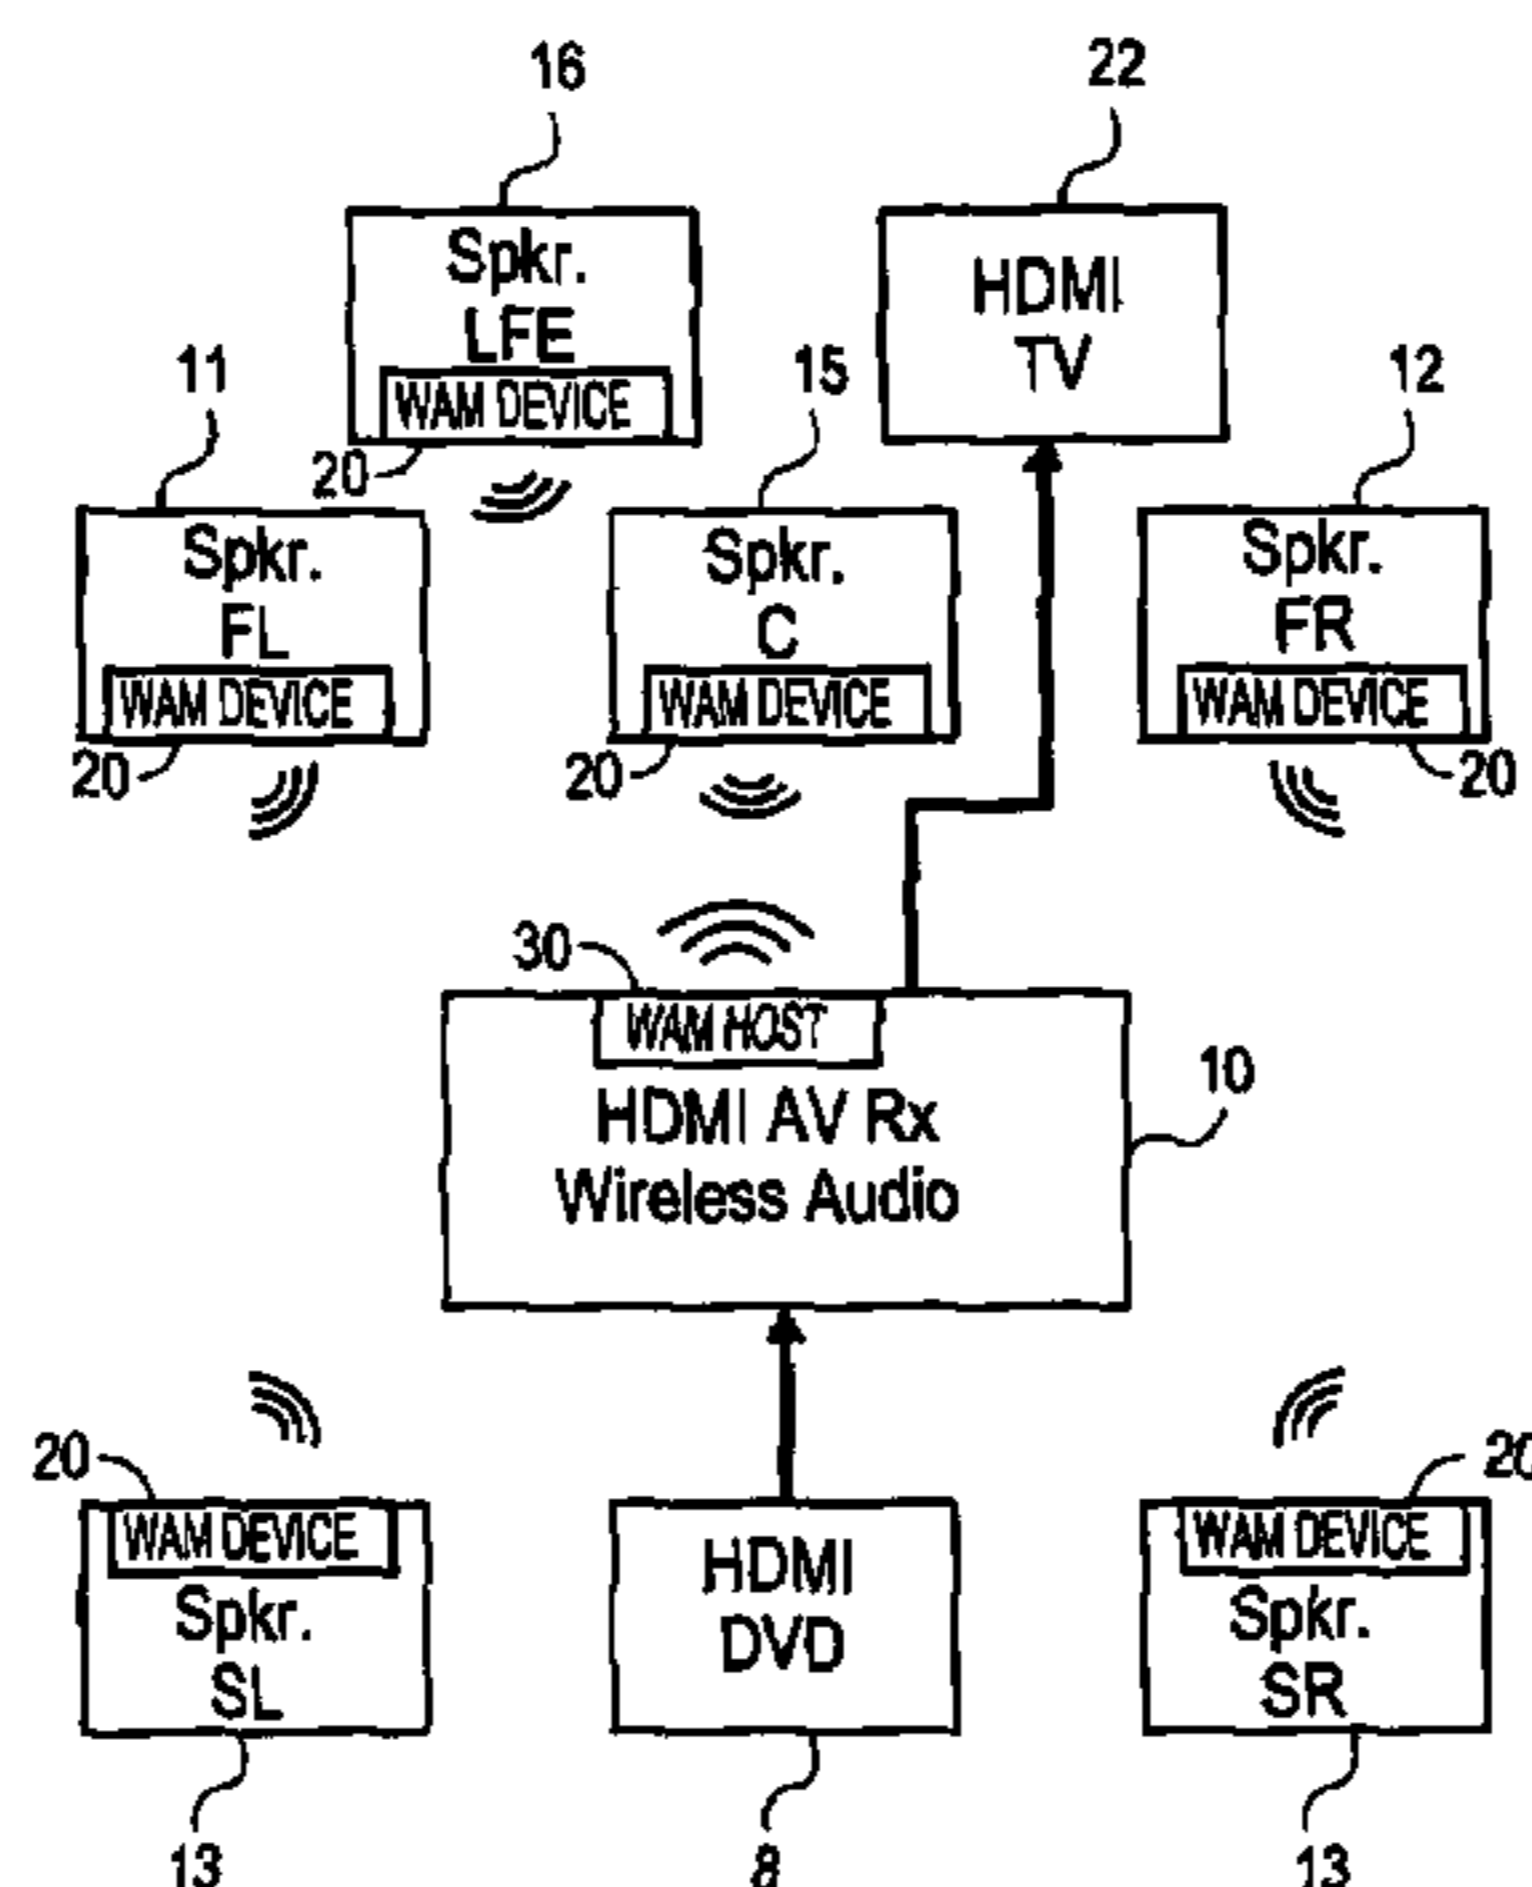 16
22
Spkr.
LFE
WAM DEVICE
20
HDMI
TV
11
15
12
Spkr.
FL
WAM DEVICE
20
Spkr.
C
WAM DEVICE
20
Spkr.
FR
WAM DEVICE
20
30
WAM HOST
HDMI AV Rx
Wireless Audio
10
20
WAM DEVICE
Spkr.
SL
13
HDMI
DVD
8
20
WAM DEVICE
Spkr.
SR
13